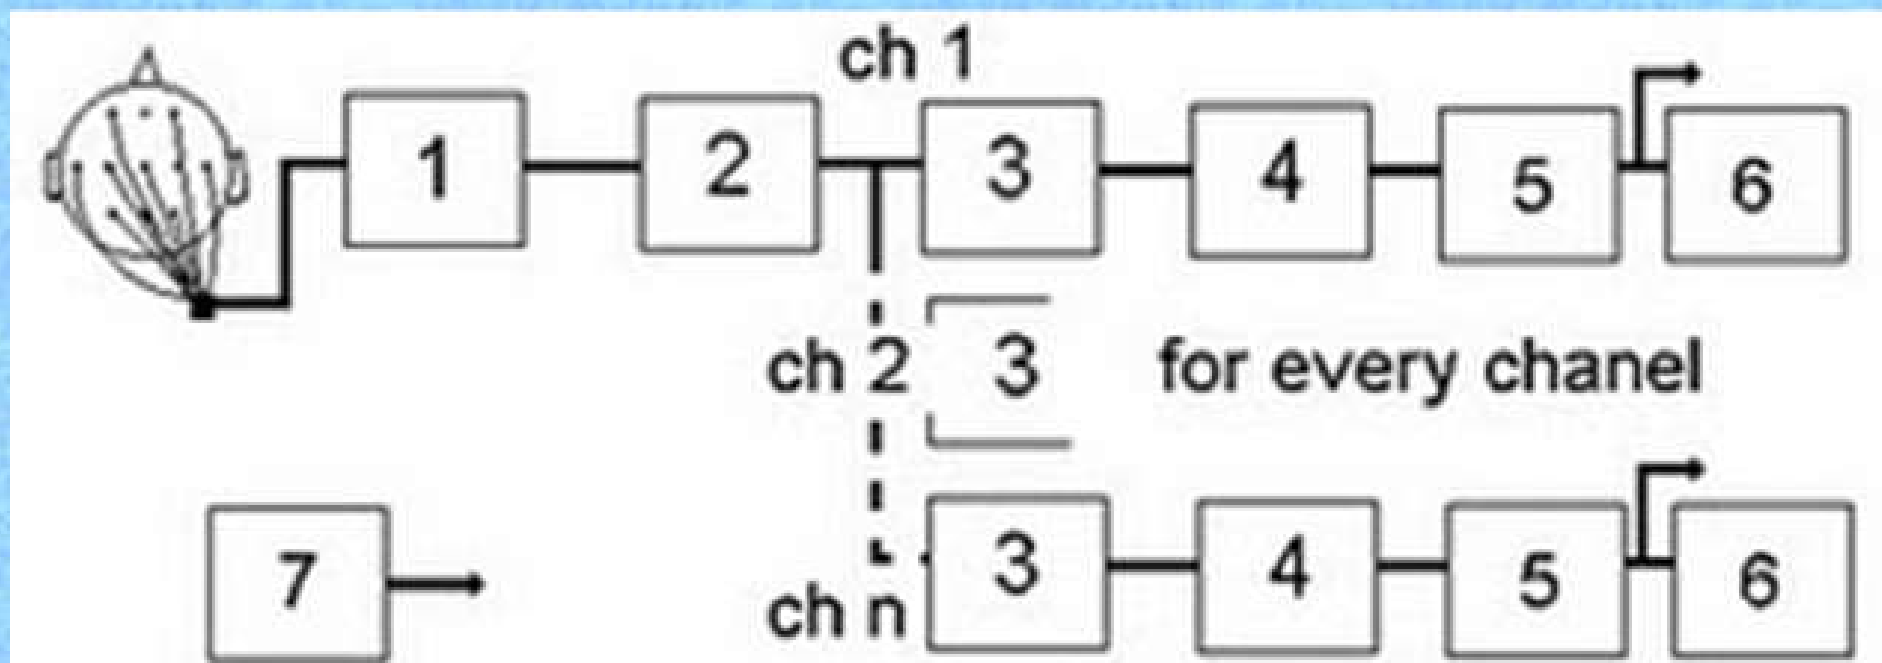 ch 1
1 2 3 4 5 6
ch 2 3 for every chanel
7
ch n 3 4 5 6